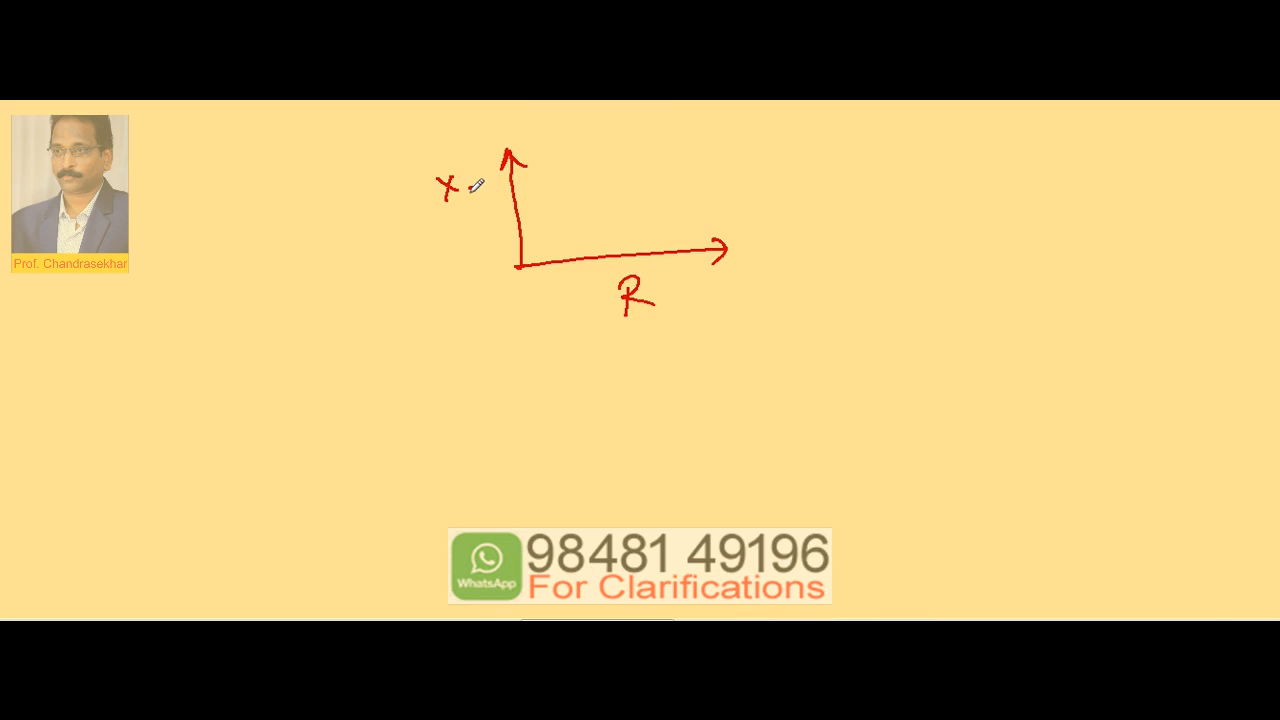 X
R
Prof. Chandrasekhar
WhatsApp
98481 49196
For Clarifications